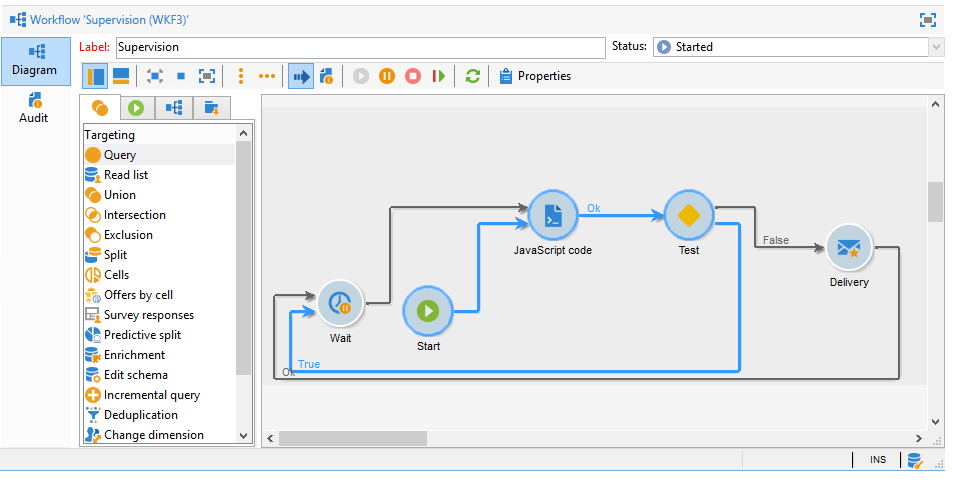 Workflow 'Supervision (WKF3)'
Diagram
Audit
Label: Supervision Status: Started
Properties
Targeting
Query
Read list
Union
Intersection
Exclusion
Split
Cells
Offers by cell
Survey responses
Predictive split
Enrichment
Edit schema
Incremental query
Deduplication
Change dimension
Ok
JavaScript code
Test
False
Delivery
Wait
Start
True
Ok
INS